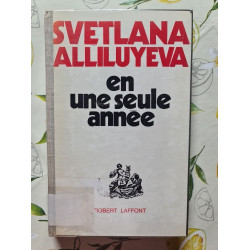 SVETLANA
ALLILUYEVA
en
une seule
annee
ROBERT LAFFONT